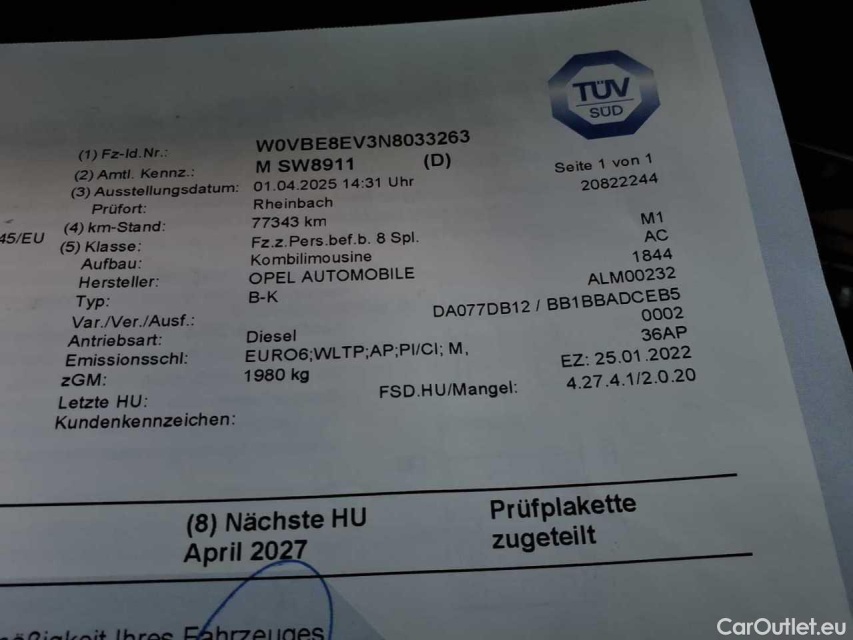 TÜV
SÜD
(1) Fz-Id.Nr.: W0VBE8EV3N8033263
(2) Amtl. Kennz.: M SW8911 (D) Seite 1 von 1
(3) Ausstellungsdatum: 01.04.2025 14:31 Uhr 20822244
Prüfort: Rheinbach
(4) km-Stand: 77343 km
45/EU (5) Klasse: Fz.z.Pers.bef.b. 8 Spl. M1
Aufbau: Kombilimousine AC
Hersteller: OPEL AUTOMOBILE 1844
Typ: B-K ALM00232
Var./Ver./Ausf.: DA077DB12 / BB1BBADCEB5
Antriebsart: Diesel 0002
Emissionsschl: EURO6;WLTP;AP;PI/CI; M, 36AP
zGM: 1980 kg EZ: 25.01.2022
Letzte HU: FSD.HU/Mangel: 4.27.4.1/2.0.20
Kundenkennzeichen:
(8) Nächste HU Prüfplakette
April 2027 zugeteilt
Ihres Fahrzeuges
CarOutlet.eu